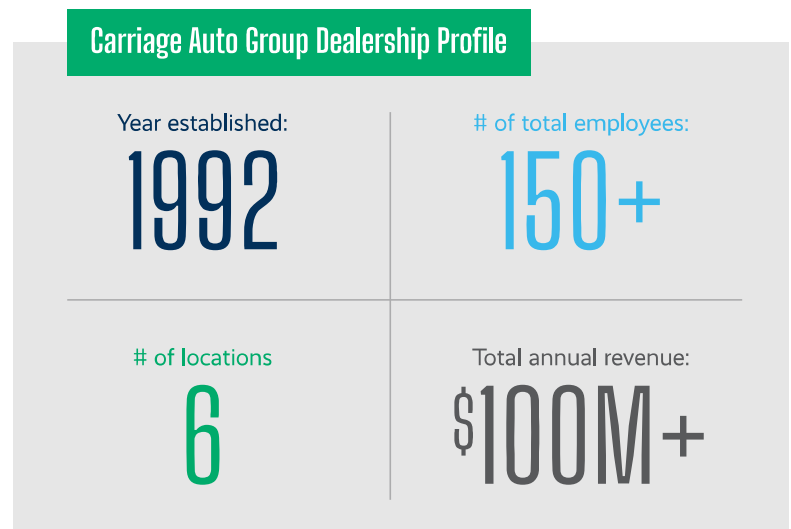 Carriage Auto Group Dealership Profile
Year established:
1992
# of total employees:
150+
# of locations
6
Total annual revenue:
$100M+